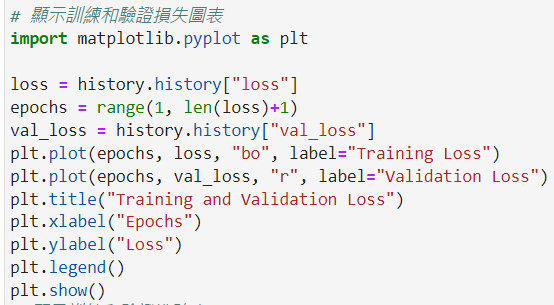 # 顯示訓練和驗證損失圖表
import matplotlib.pyplot as plt
loss = history.history["loss"]
epochs = range(1, len(loss)+1)
val_loss = history.history["val_loss"]
plt.plot(epochs, loss, "bo", label="Training Loss")
plt.plot(epochs, val_loss, "r", label="Validation Loss")
plt.title("Training and Validation Loss")
plt.xlabel("Epochs")
plt.ylabel("Loss")
plt.legend()
plt.show()